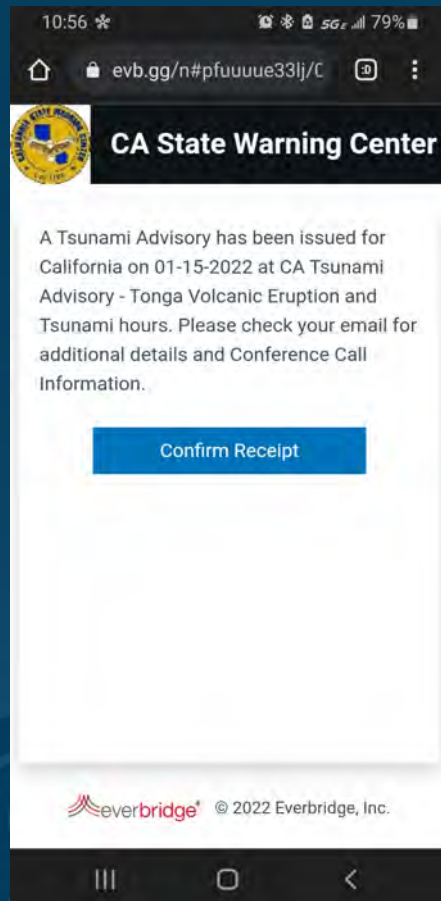 10:56
5GE 79%
evb.gg/n#pfuuuue33lj/C :D
CA State Warning Center
A Tsunami Advisory has been issued for
California on 01-15-2022 at CA Tsunami
Advisory - Tonga Volcanic Eruption and
Tsunami hours. Please check your email for
additional details and Conference Call
Information.
Confirm Receipt
everbridge © 2022 Everbridge, Inc.